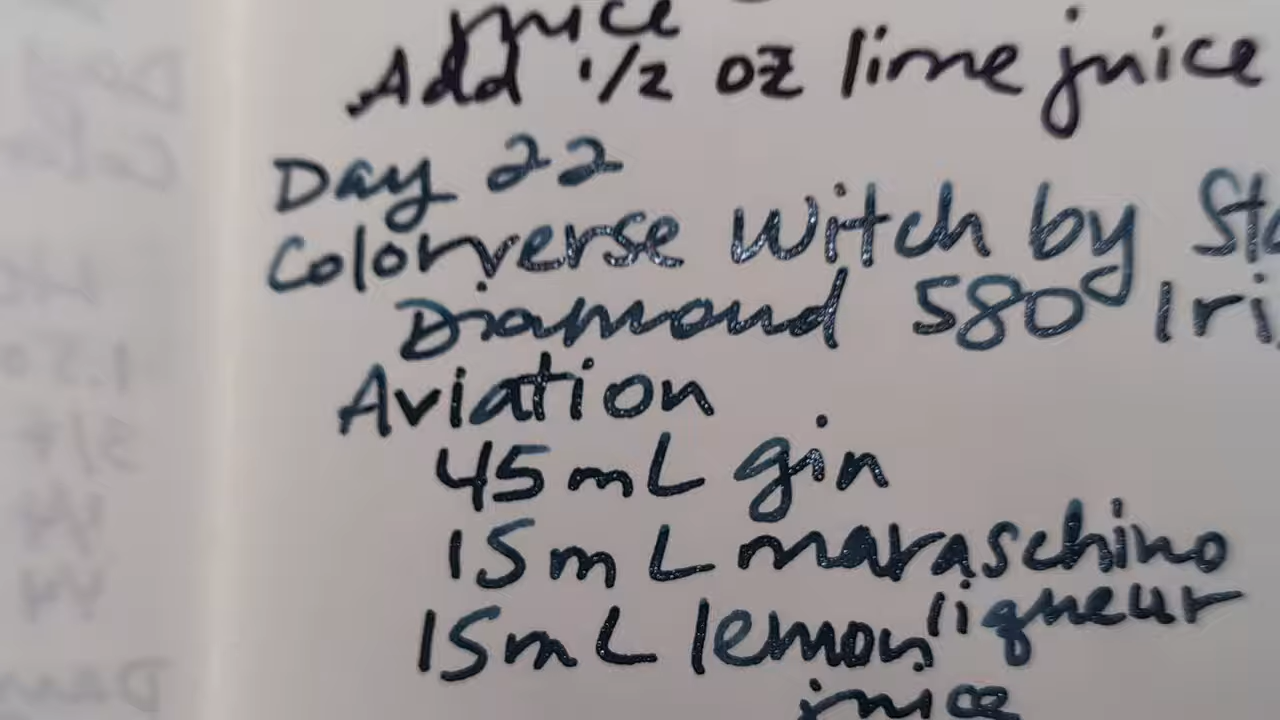 juice
Add 1/2 oz lime juice
Day 22
Colorverse Witch by
Diamond 580
Aviation
45mL gin
15mL maraschino
liqueur
15mL lemon
juice